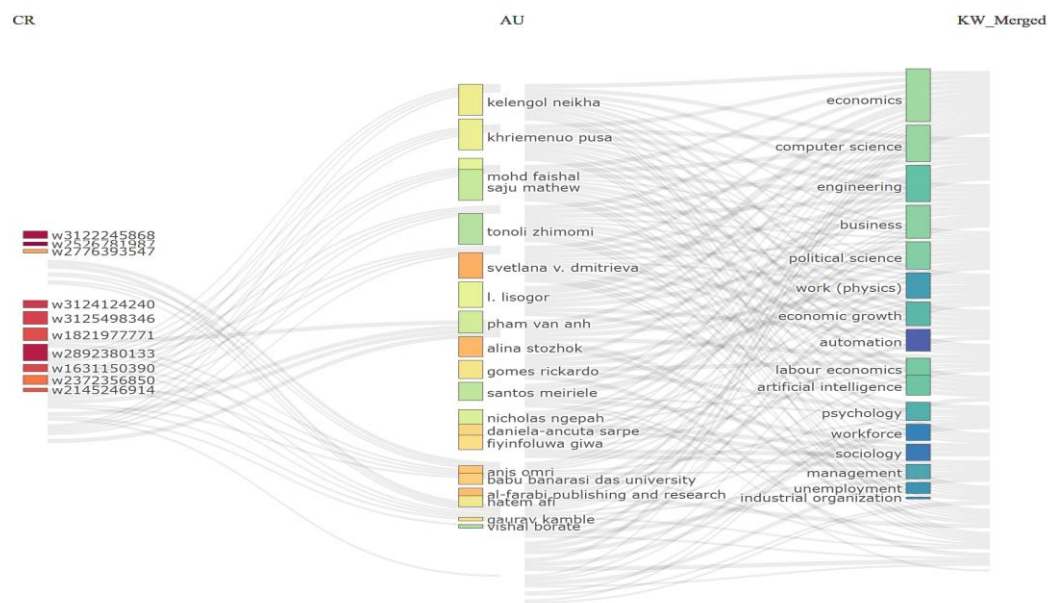 CR
AU
KW_Merged
w3122245868
w2526781987
w2776393547
w3124124240
w3125498346
w1821977771
w2892380133
w1631150390
w2372356850
w2145246914
kelengol neikha
khriemenuo pusa
mohd faishal
saju mathew
tonoli zhimomi
svetlana v. dmitrieva
l. lisogor
pham van anh
alina stozhok
gomes rickardo
santos meiriele
nicholas ngepah
daniela-ancuta sarpe
fiyinfoluwa giwa
anis omri
babu banarasi das university
al-farabi publishing and research
hatem afi
gaurav kamble
vishal borate
economics
computer science
engineering
business
political science
work (physics)
economic growth
automation
labour economics
artificial intelligence
psychology
workforce
sociology
management
unemployment
industrial organization